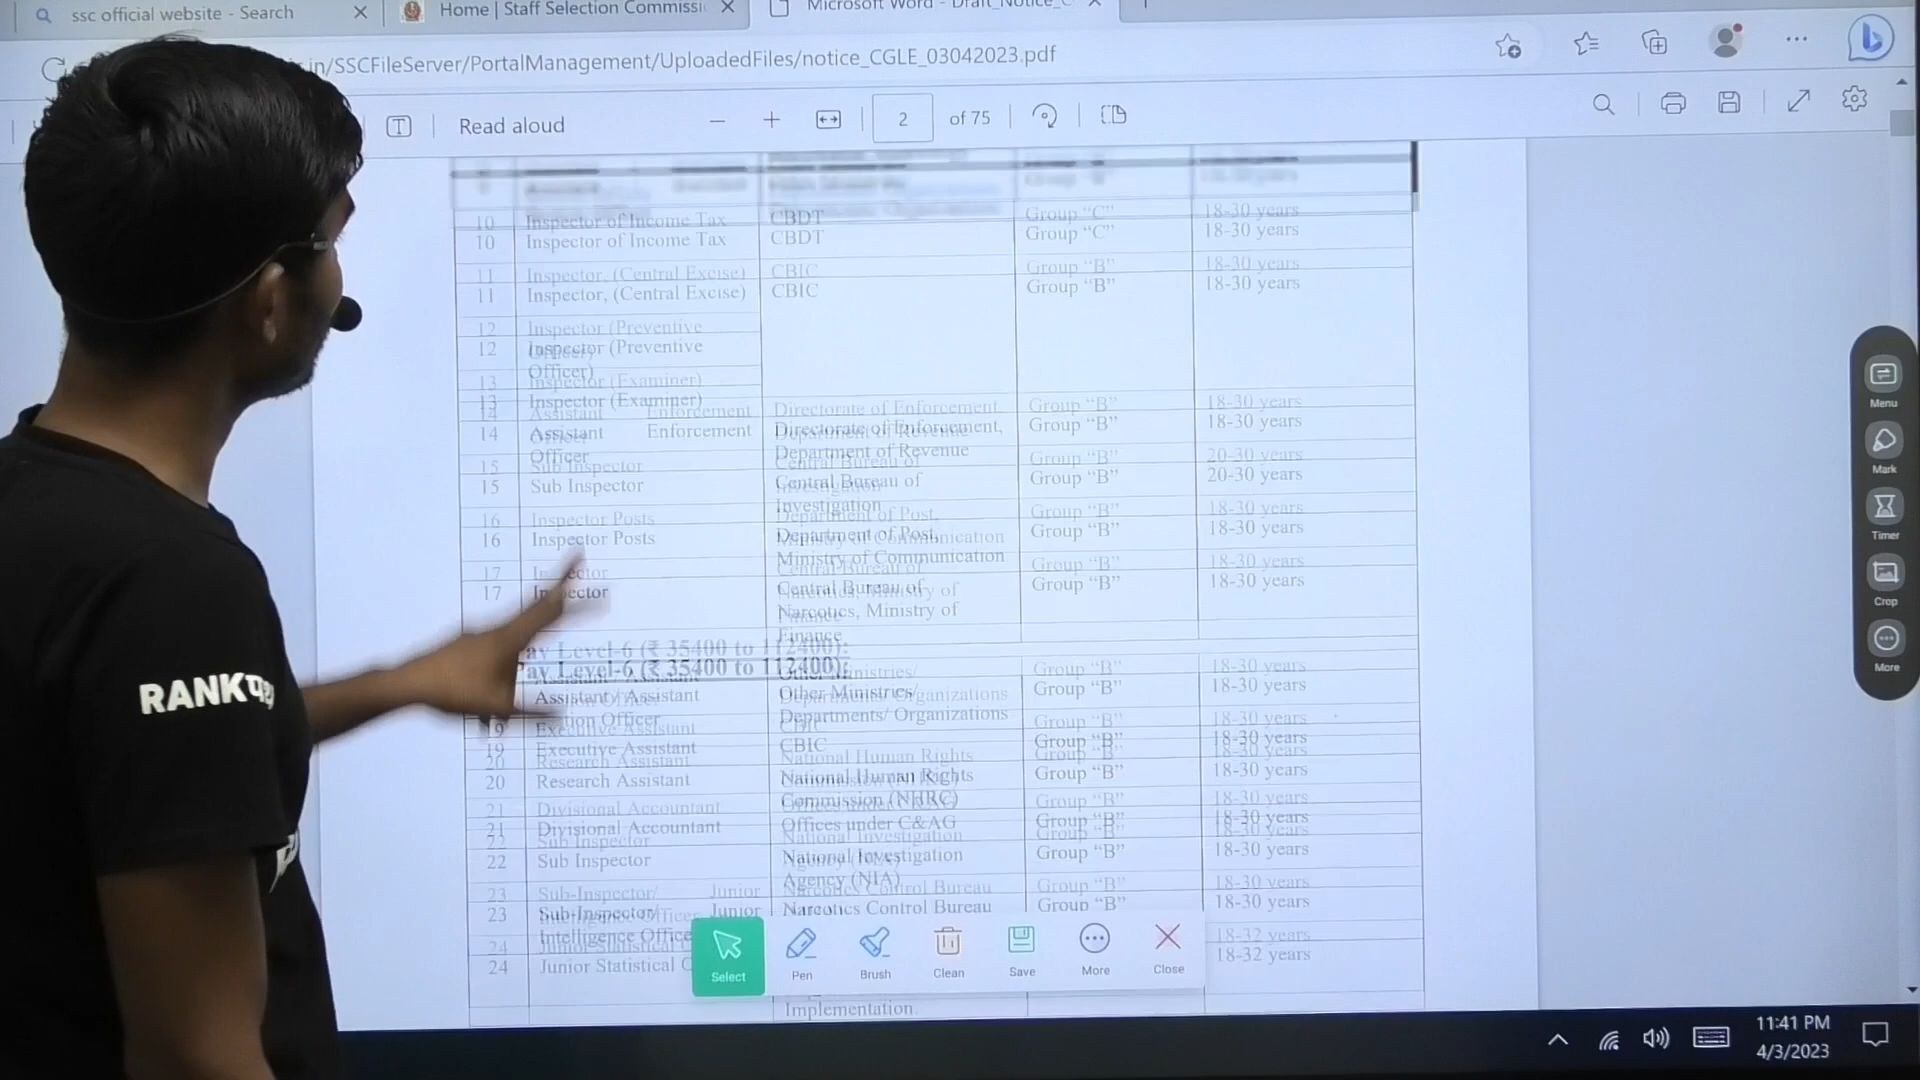 ssc official website - Search
Home | Staff Selection Commissi
Microsoft Word - Draft_Notice_C
.in/SSCFileServer/PortalManagement/UploadedFiles/notice_CGLE_03042023.pdf
Read aloud
2 of 75
10 Inspector of Income Tax CBDT Group “C” 18-30 years
11 Inspector, (Central Excise) CBIC Group “B” 18-30 years
12 Inspector (Preventive
Officer)
13 Inspector (Examiner)
14 Assistant Enforcement Directorate of Enforcement, Group “B” 18-30 years
Officer Department of Revenue
15 Sub Inspector Central Bureau of Group “B” 20-30 years
Investigation
16 Inspector Posts Department of Post, Group “B” 18-30 years
Ministry of Communication
17 Inspector Central Bureau of Group “B” 18-30 years
Narcotics, Ministry of
Finance
Pay Level-6 (₹ 35400 to 112400):
Assistant/ Assistant Other Ministries/ Group “B” 18-30 years
Officer Departments/ Organizations
19 Executive Assistant CBIC Group “B” 18-30 years
20 Research Assistant National Human Rights Group “B” 18-30 years
Commission (NHRC)
21 Divisional Accountant Offices under C&AG Group “B” 18-30 years
22 Sub Inspector National Investigation Group “B” 18-30 years
Agency (NIA)
23 Sub-Inspector/ Junior Narcotics Control Bureau Group “B” 18-30 years
Intelligence Office
24 Junior Statistical 18-32 years
Implementation.
Select
Pen
Brush
Clean
Save
More
Close
Menu
Mark
Timer
Crop
More
RANK
11:41 PM
4/3/2023